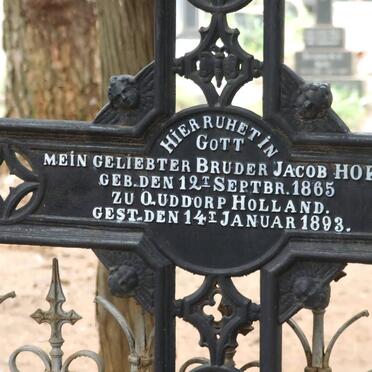 HIER RUHET IN
GOTT
MEIN GELIEBTER BRUDER JACOB
GEB. DEN 12T SEPTBR. 1865
ZU OUDDORP HOLLAND.
GEST. DEN 14T JANUAR 1893.